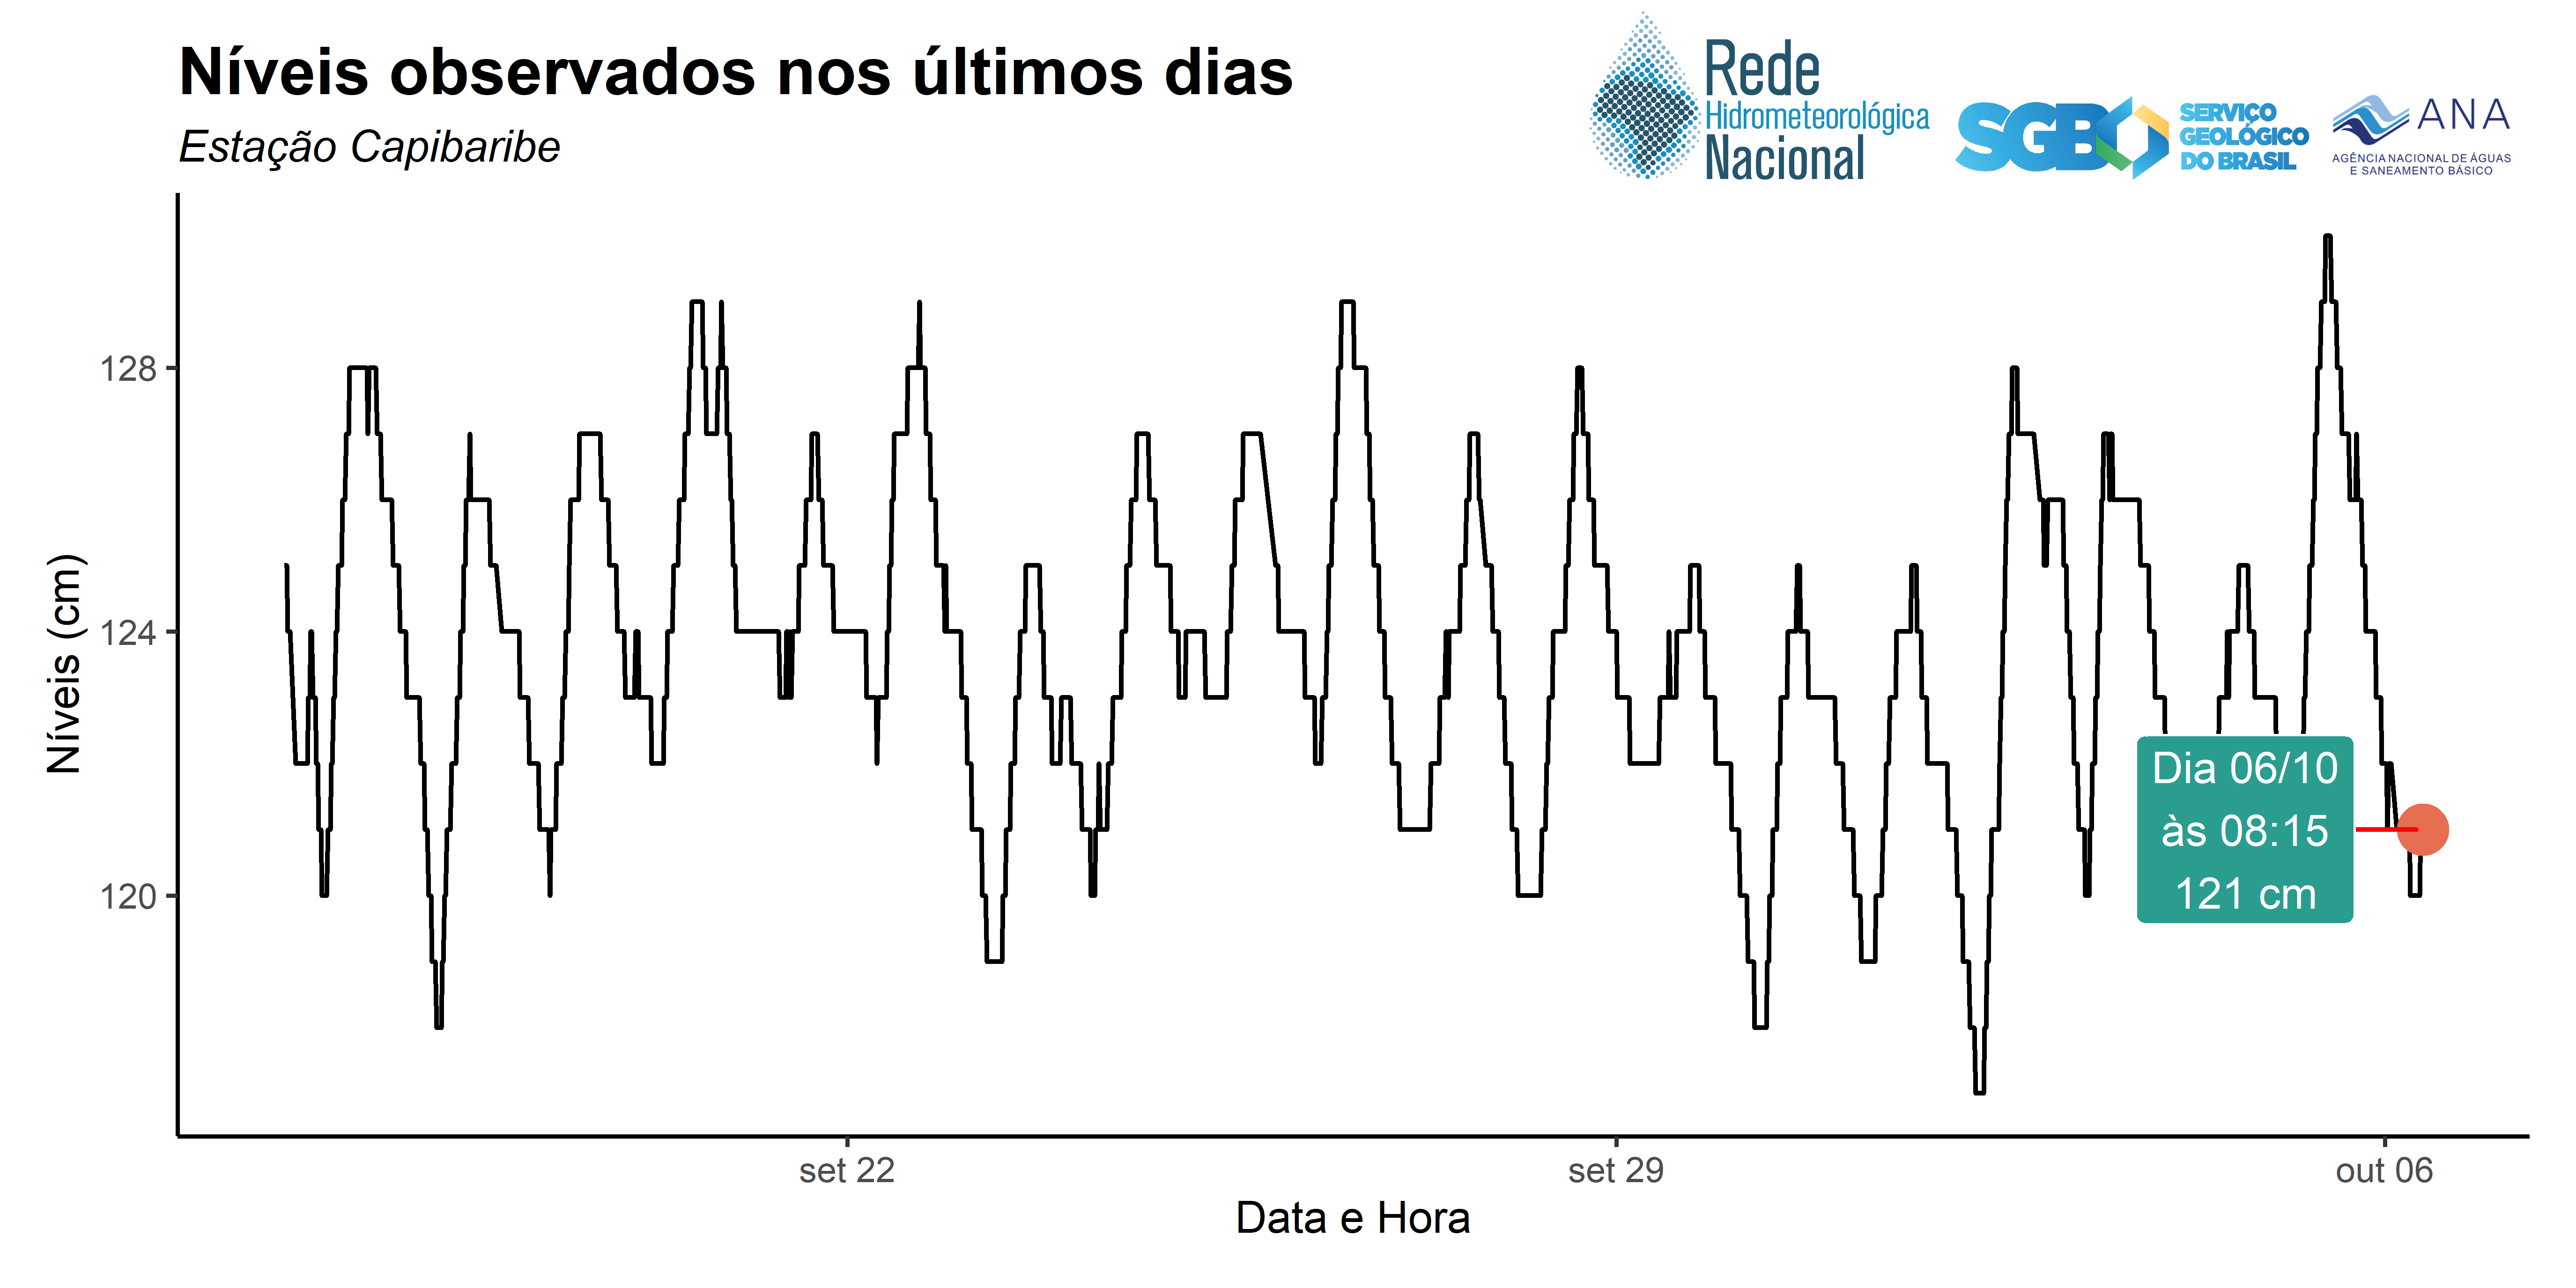 Níveis observados nos últimos dias
Estação Capibaribe
Rede
Hidrometeorológica
Nacional
SGB
SERVIÇO
GEOLÓGICO
DO BRASIL
ANA
AGÊNCIA NACIONAL DE ÁGUAS
E SANEAMENTO BÁSICO
Níveis (cm)
128
124
120
Dia 06/10
às 08:15
121 cm
set 22
set 29
out 06
Data e Hora